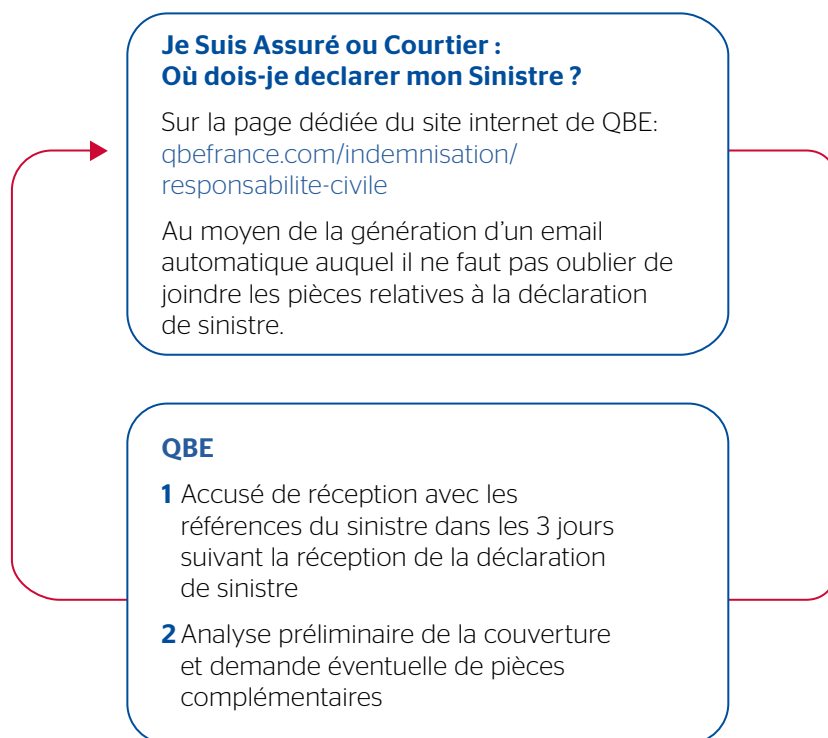 Je Suis Assuré ou Courtier :
Où dois-je declarer mon Sinistre ?
Sur la page dédiée du site internet de QBE:
qbefrance.com/indemnisation/
responsabilite-civile
Au moyen de la génération d’un email
automatique auquel il ne faut pas oublier de
joindre les pièces relatives à la déclaration
de sinistre.
QBE
1 Accusé de réception avec les
références du sinistre dans les 3 jours
suivant la réception de la déclaration
de sinistre
2 Analyse préliminaire de la couverture
et demande éventuelle de pièces
complémentaires